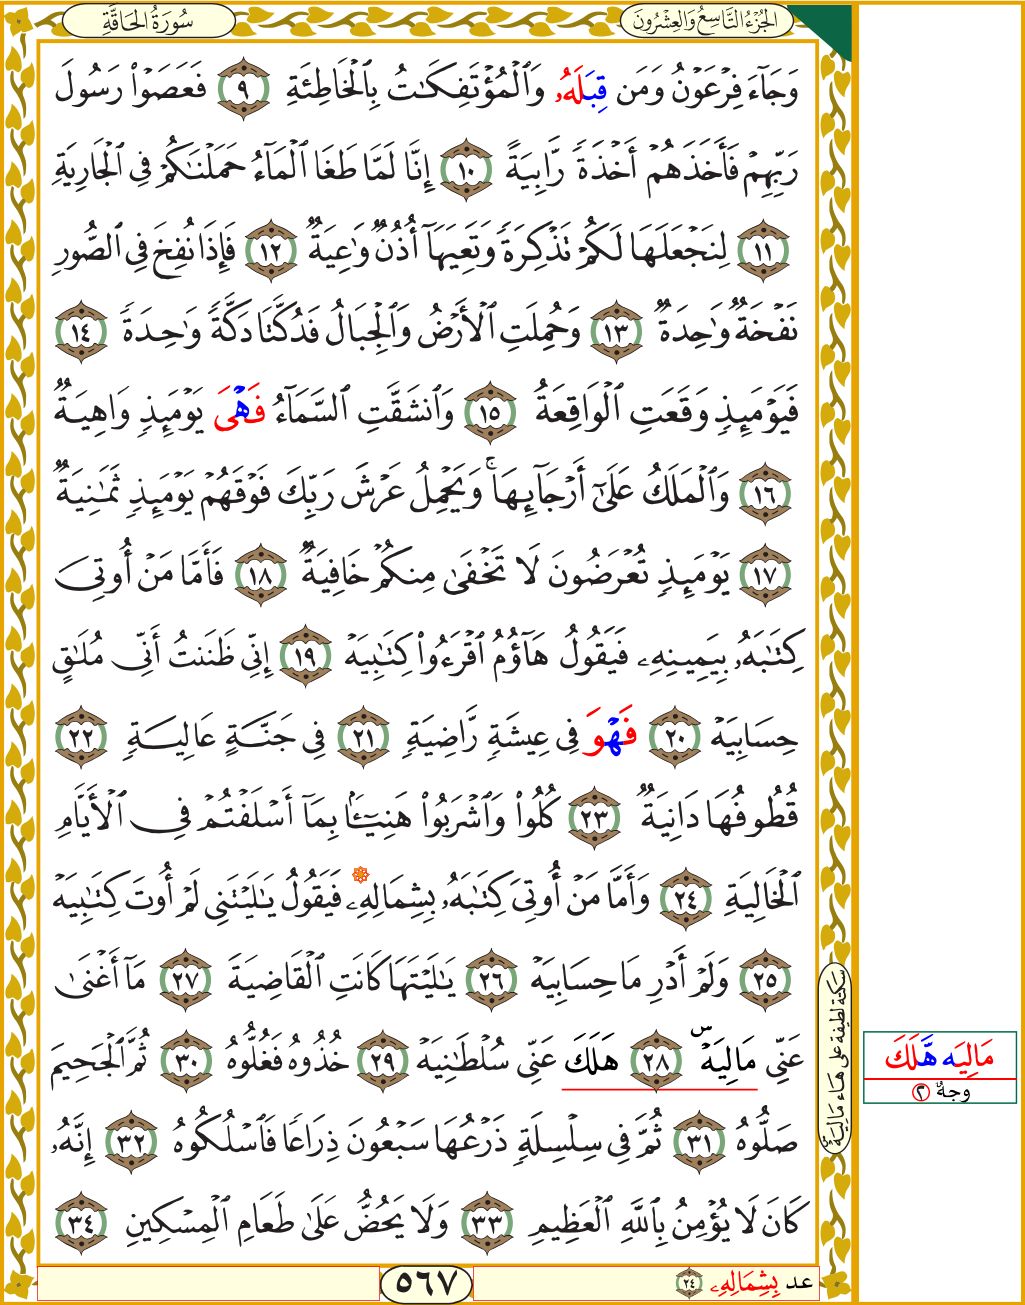 الجُزْءُ التَّاسِعُ وَالعِشْرُونَ
سُورَةُ الحَاقَّةِ
وَجَآءَ فِرْعَوْنُ وَمَن قِبَلَهُۥ وَٱلْمُؤْتَفِكَـٰتُ بِٱلْخَاطِئَةِ ٩ فَعَصَوْا۟ رَسُولَ
رَبِّهِمْ فَأَخَذَهُمْ أَخْذَةً رَّابِيَةً ١٠ إِنَّا لَمَّا طَغَا ٱلْمَآءُ حَمَلْنَـٰكُمْ فِى ٱلْجَارِيَةِ
١١ لِنَجْعَلَهَا لَكُمْ تَذْكِرَةً وَتَعِيَهَآ أُذُنٌ وَٰعِيَةٌ ١٢ فَإِذَا نُفِخَ فِى ٱلصُّورِ
نَفْخَةٌ وَٰحِدَةٌ ١٣ وَحُمِلَتِ ٱلْأَرْضُ وَٱلْجِبَالُ فَدُكَّتَا دَكَّةً وَٰحِدَةً ١٤
فَيَوْمَئِذٍ وَقَعَتِ ٱلْوَاقِعَةُ ١٥ وَٱنشَقَّتِ ٱلسَّمَآءُ فَهْىَ يَوْمَئِذٍ وَاهِيَةٌ
١٦ وَٱلْمَلَكُ عَلَىٰٓ أَرْجَآئِهَا ۚ وَيَحْمِلُ عَرْشَ رَبِّكَ فَوْقَهُمْ يَوْمَئِذٍ ثَمَـٰنِيَةٌ
١٧ يَوْمَئِذٍ تُعْرَضُونَ لَا تَخْفَىٰ مِنكُمْ خَافِيَةٌ ١٨ فَأَمَّا مَنْ أُوتِىَ
كِتَـٰبَهُۥ بِيَمِينِهِۦ فَيَقُولُ هَآؤُمُ ٱقْرَءُوا۟ كِتَـٰبِيَهْ ١٩ إِنِّى ظَنَنتُ أَنِّى مُلَـٰقٍ
حِسَابِيَهْ ٢٠ فَهْوَ فِى عِيشَةٍ رَّاضِيَةٍ ٢١ فِى جَنَّةٍ عَالِيَةٍ ٢٢
قُطُوفُهَا دَانِيَةٌ ٢٣ كُلُوا۟ وَٱشْرَبُوا۟ هَنِيٓـًٔۢا بِمَآ أَسْلَفْتُمْ فِى ٱلْأَيَّامِ
ٱلْخَالِيَةِ ٢٤ وَأَمَّا مَنْ أُوتِىَ كِتَـٰبَهُۥ بِشِمَالِهِۦ فَيَقُولُ يَـٰلَيْتَنِى لَمْ أُوتَ كِتَـٰبِيَهْ
٢٥ وَلَمْ أَدْرِ مَا حِسَابِيَهْ ٢٦ يَـٰلَيْتَهَا كَانَتِ ٱلْقَاضِيَةَ ٢٧ مَآ أَغْنَىٰ
عَنِّى مَالِيَهْ ۜ ٢٨ هَلَكَ عَنِّى سُلْطَـٰنِيَهْ ٢٩ خُذُوهُ فَغُلُّوهُ ٣٠ ثُمَّ ٱلْجَحِيمَ
صَلُّوهُ ٣١ ثُمَّ فِى سِلْسِلَةٍ ذَرْعُهَا سَبْعُونَ ذِرَاعًا فَٱسْلُكُوهُ ٣٢ إِنَّهُۥ
كَانَ لَا يُؤْمِنُ بِٱللَّهِ ٱلْعَظِيمِ ٣٣ وَلَا يَحُضُّ عَلَىٰ طَعَامِ ٱلْمِسْكِينِ ٣٤
سكتة لطيفة على هاء مَالِيَهْ
مَالِيَه هَّلَكَ
وجهٌ ٢
عد بِشِمَالِهِۦ ٢٤
٥٦٧